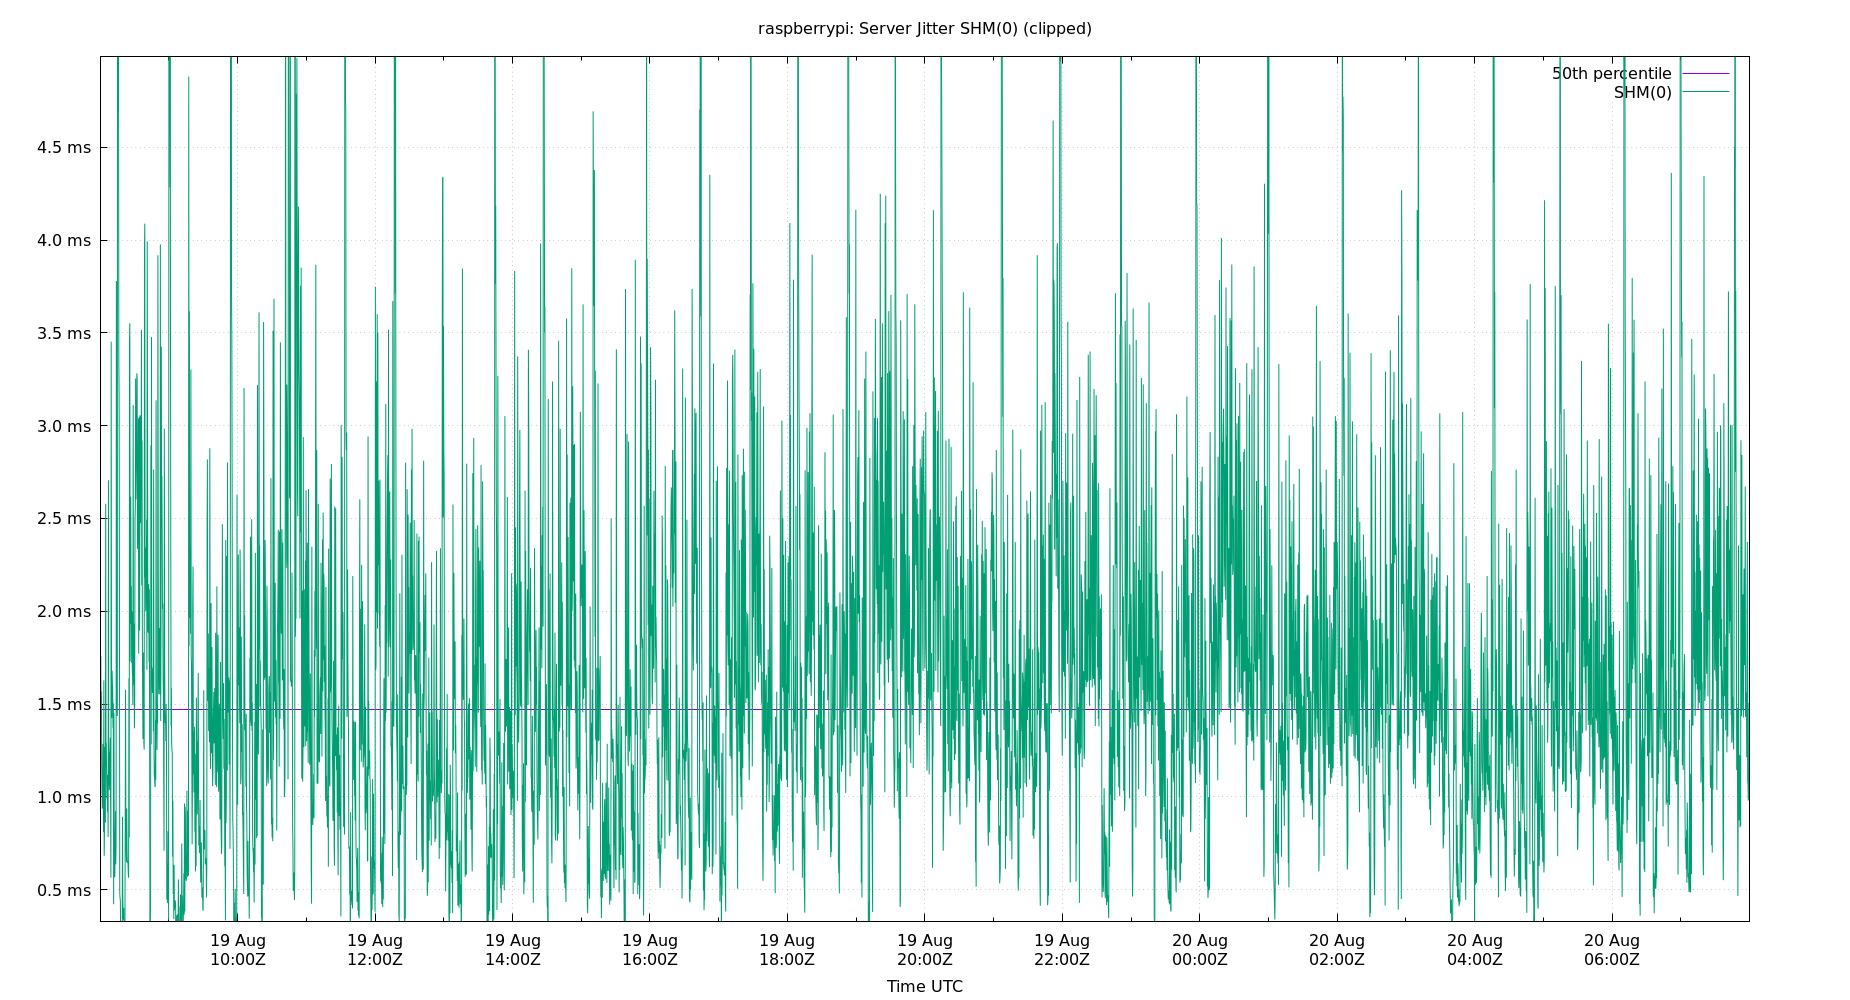 raspberrypi: Server Jitter SHM(0) (clipped)
50th percentile
SHM(0)
4.5 ms
4.0 ms
3.5 ms
3.0 ms
2.5 ms
2.0 ms
1.5 ms
1.0 ms
0.5 ms
19 Aug 19 Aug 19 Aug 19 Aug 19 Aug 19 Aug 19 Aug 20 Aug 20 Aug 20 Aug 20 Aug
10:00Z 12:00Z 14:00Z 16:00Z 18:00Z 20:00Z 22:00Z 00:00Z 02:00Z 04:00Z 06:00Z
Time UTC